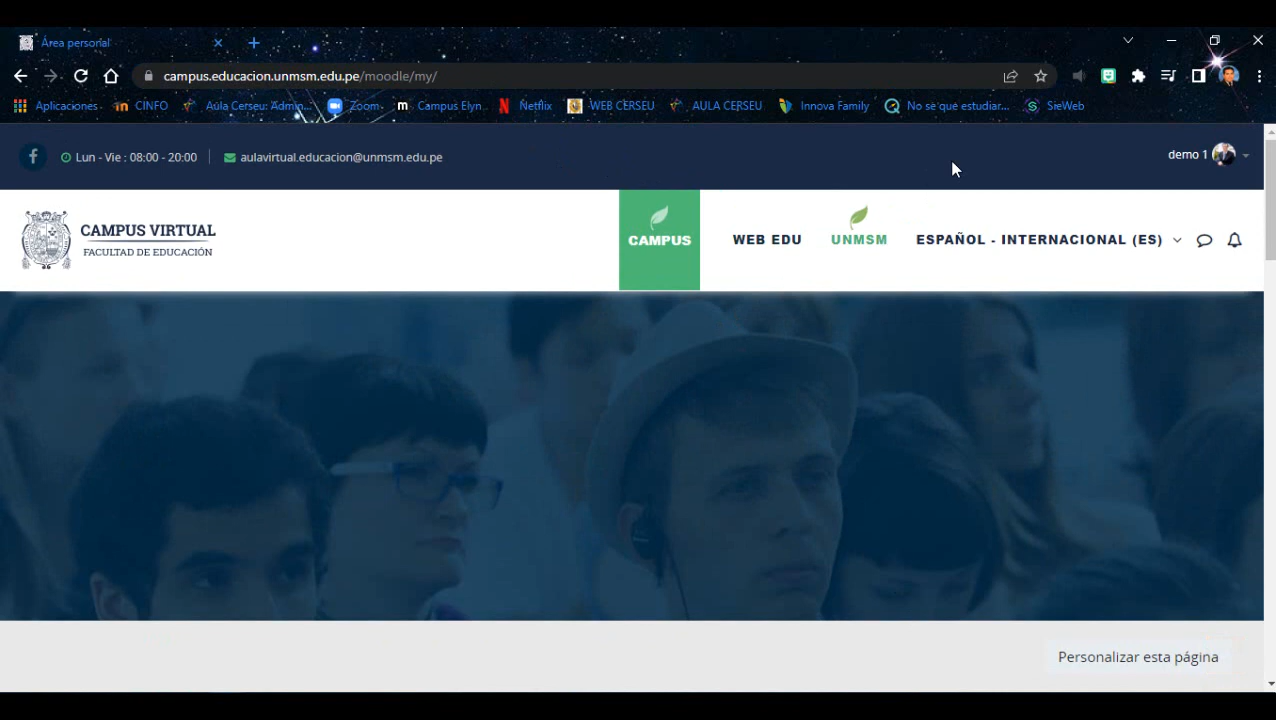 Área personal
campus.educacion.unmsm.edu.pe/moodle/my/
Aplicaciones CINFO Aula Cerseu: Admin... Zoom Campus Elyn Netflix WEB CERSEU AULA CERSEU Innova Family No se qué estudiar... SieWeb
Lun - Vie : 08:00 - 20:00 aulavirtual.educacion@unmsm.edu.pe demo 1
CAMPUS VIRTUAL
FACULTAD DE EDUCACIÓN
CAMPUS WEB EDU UNMSM ESPAÑOL - INTERNACIONAL (ES)
Personalizar esta página